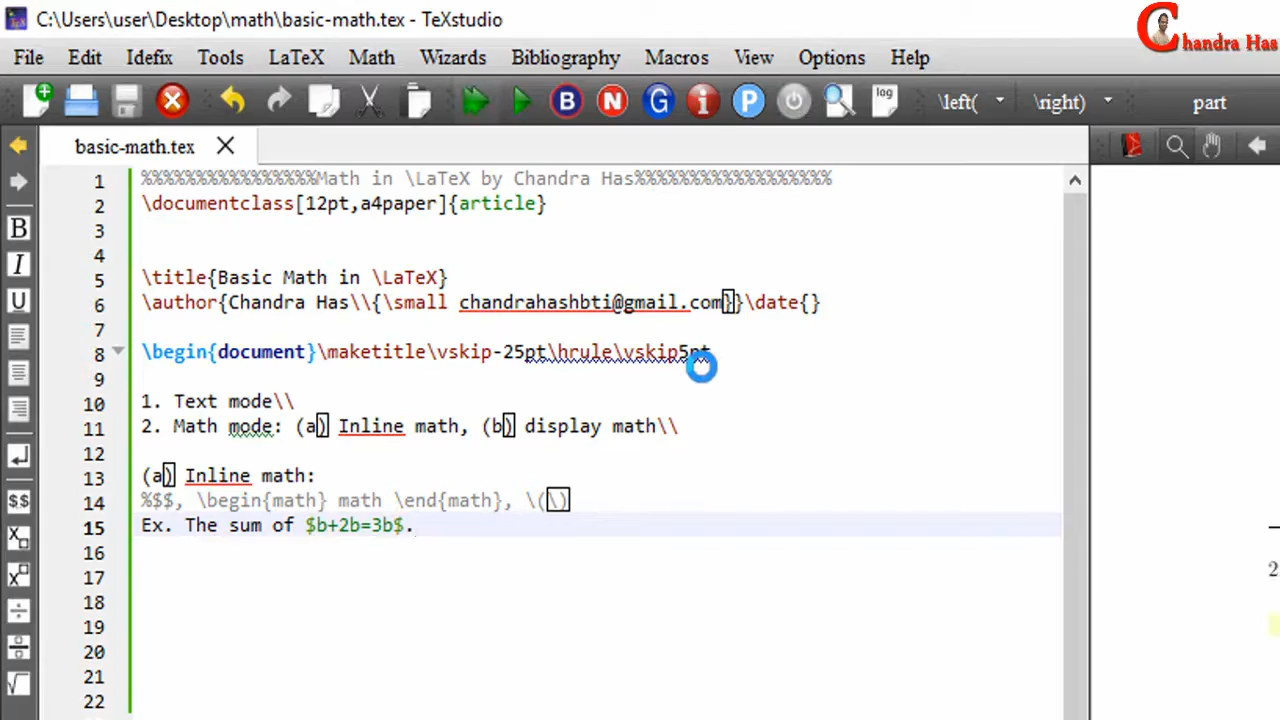 C:\Users\user\Desktop\math\basic-math.tex - TeXstudio
Chandra Has
File Edit Idefix Tools LaTeX Math Wizards Bibliography Macros View Options Help
B N G i P log \left( \right) part
basic-math.tex
1 %%%%%%%%%%%%%%%%Math in \LaTeX by Chandra Has%%%%%%%%%%%%%%%%%%
2 \documentclass[12pt,a4paper]{article}
3
4
5 \title{Basic Math in \LaTeX}
6 \author{Chandra Has\\{\small chandrahashbti@gmail.com}}\date{}
7
8 \begin{document}\maketitle\vskip-25pt\hrule\vskip5pt
9
10 1. Text mode\\
11 2. Math mode: (a) Inline math, (b) display math\\
12
13 (a) Inline math:
14 %$$, \begin{math} math \end{math}, \(\)
15 Ex. The sum of $b+2b=3b$.
16
17
18
19
20
21
22
B
I
U
$$
2